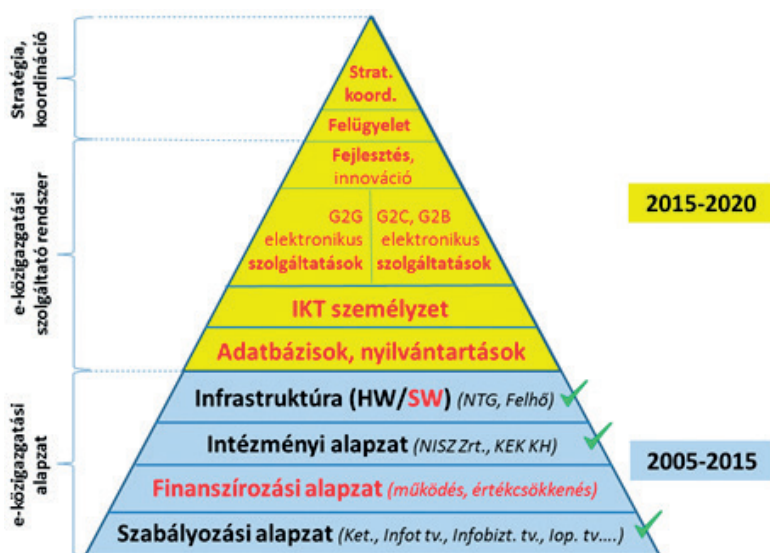 Stratégia,
koordináció
Strat.
koord.
Felügyelet
e-közigazgatási
szolgáltató rendszer
Fejlesztés,
innováció
G2G
elektronikus
szolgáltatások
G2C, G2B
elektronikus
szolgáltatások
IKT személyzet
Adatbázisok, nyilvántartások
2015-2020
e-közigazgatási
alapzat
Infrastruktúra (HW/SW) (NTG, Felhő)
Intézményi alapzat (NISZ Zrt., KEK KH)
Finanszírozási alapzat (működés, értékcsökkenés)
Szabályozási alapzat (Ket., Infot tv., Infobizt. tv., Iop. tv....)
2005-2015